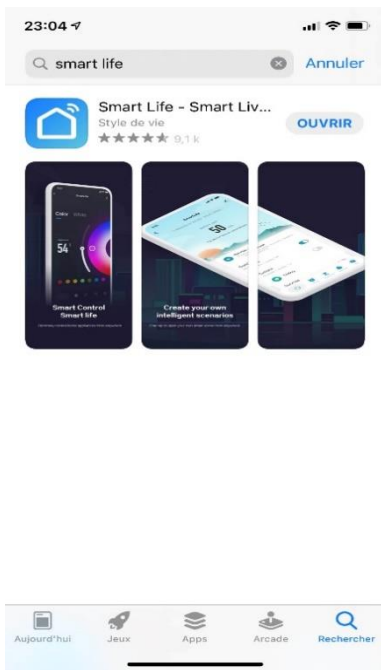 23:04
smart life
Annuler
Smart Life - Smart Liv...
Style de vie
9,1 k
OUVRIR
54
50
Smart Control
Smart life
Create your own
intelligent scenarios
Aujourd'hui
Jeux
Apps
Arcade
Rechercher